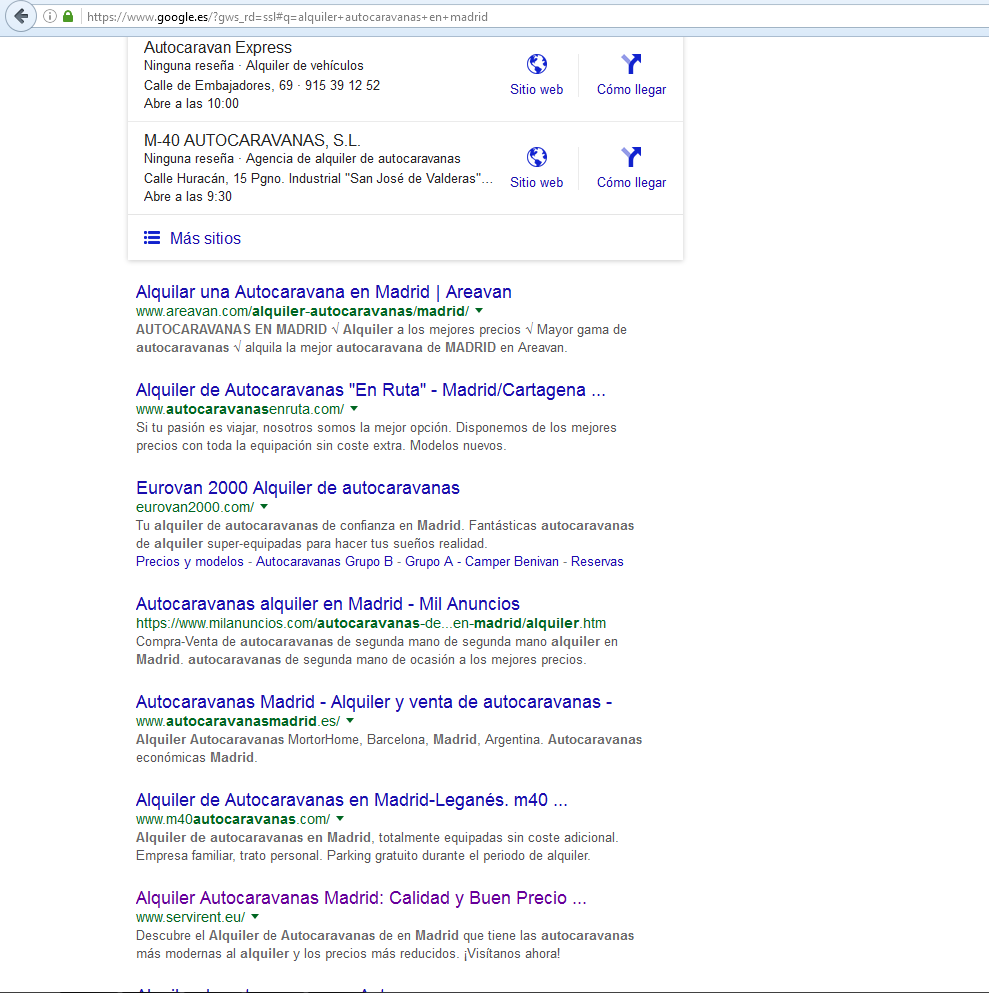 https://www.google.es/?gws_rd=ssl#q=alquiler+autocaravanas+en+madrid
Autocaravan Express
Ninguna reseña · Alquiler de vehículos
Calle de Embajadores, 69 · 915 39 12 52
Abre a las 10:00
Sitio web
Cómo llegar
M-40 AUTOCARAVANAS, S.L.
Ninguna reseña · Agencia de alquiler de autocaravanas
Calle Huracán, 15 Pgno. Industrial "San José de Valderas"...
Abre a las 9:30
Sitio web
Cómo llegar
Más sitios
Alquilar una Autocaravana en Madrid | Areavan
www.areavan.com/alquiler-autocaravanas/madrid/
AUTOCARAVANAS EN MADRID √ Alquiler a los mejores precios √ Mayor gama de
autocaravanas √ alquila la mejor autocaravana de MADRID en Areavan.
Alquiler de Autocaravanas "En Ruta" - Madrid/Cartagena ...
www.autocaravanasenruta.com/
Si tu pasión es viajar, nosotros somos la mejor opción. Disponemos de los mejores
precios con toda la equipación sin coste extra. Modelos nuevos.
Eurovan 2000 Alquiler de autocaravanas
eurovan2000.com/
Tu alquiler de autocaravanas de confianza en Madrid. Fantásticas autocaravanas
de alquiler super-equipadas para hacer tus sueños realidad.
Precios y modelos - Autocaravanas Grupo B - Grupo A - Camper Benivan - Reservas
Autocaravanas alquiler en Madrid - Mil Anuncios
https://www.milanuncios.com/autocaravanas-de...en-madrid/alquiler.htm
Compra-Venta de autocaravanas de segunda mano de segunda mano alquiler en
Madrid. autocaravanas de segunda mano de ocasión a los mejores precios.
Autocaravanas Madrid - Alquiler y venta de autocaravanas -
www.autocaravanasmadrid.es/
Alquiler Autocaravanas MortorHome, Barcelona, Madrid, Argentina. Autocaravanas
económicas Madrid.
Alquiler de Autocaravanas en Madrid-Leganés. m40 ...
www.m40autocaravanas.com/
Alquiler de autocaravanas en Madrid, totalmente equipadas sin coste adicional.
Empresa familiar, trato personal. Parking gratuito durante el periodo de alquiler.
Alquiler Autocaravanas Madrid: Calidad y Buen Precio ...
www.servirent.eu/
Descubre el Alquiler de Autocaravanas de en Madrid que tiene las autocaravanas
más modernas al alquiler y los precios más reducidos. ¡Visítanos ahora!